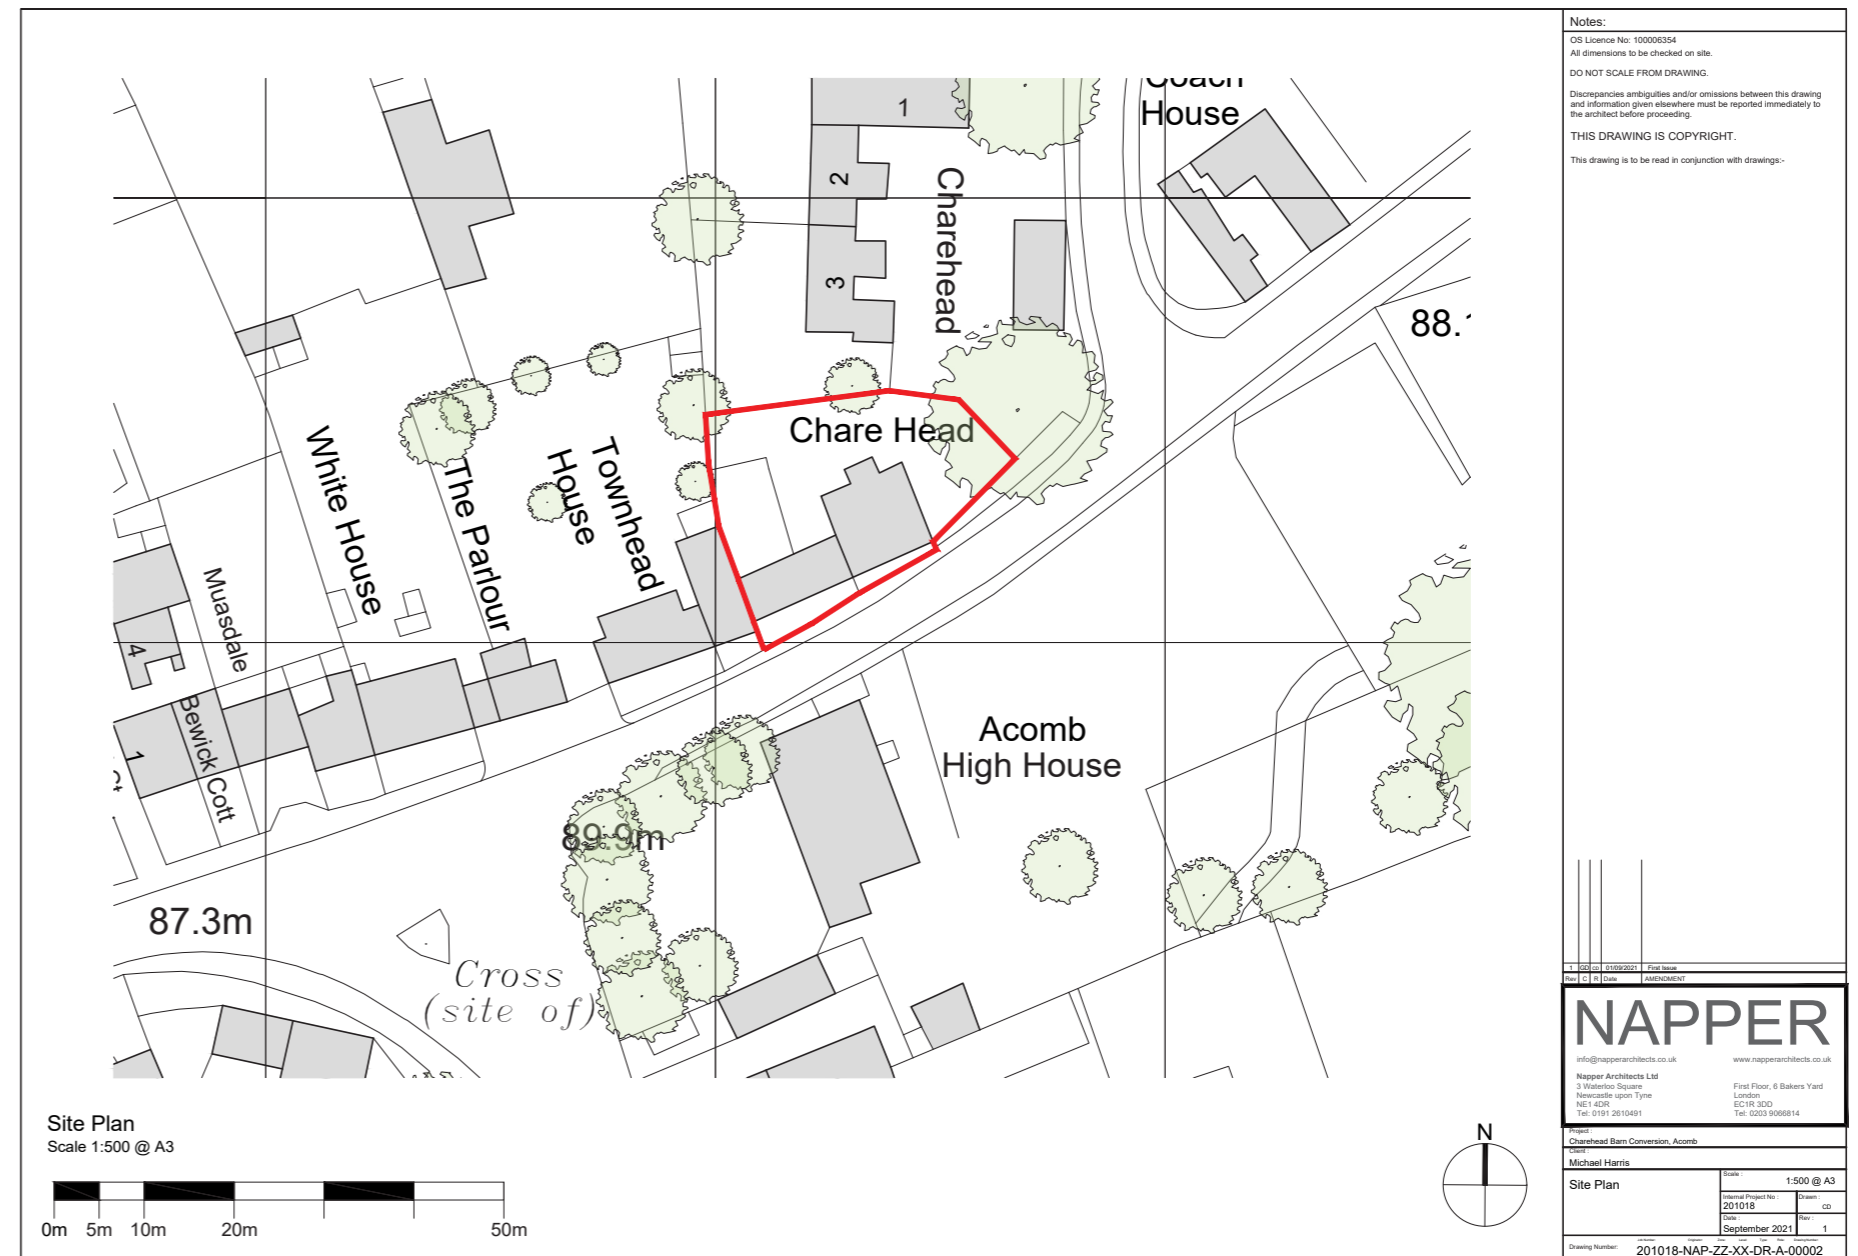 Coach
House
1
2
3
Charehead
88.
Chare Head
White House
The Parlour
Townhead
House
Muasdale
4
1
Bewick Cott
Acomb
High House
89.9m
87.3m
Cross
(site of)
Site Plan
Scale 1:500 @ A3
0m 5m 10m 20m 50m
N
Notes:
OS Licence No: 100006354
All dimensions to be checked on site.
DO NOT SCALE FROM DRAWING.
Discrepancies ambiguities and/or omissions between this drawing
and information given elsewhere must be reported immediately to
the architect before proceeding.
THIS DRAWING IS COPYRIGHT.
This drawing is to be read in conjunction with drawings:-
1 GD CD 01/09/2021 First Issue
Rev C R Date AMENDMENT
NAPPER
info@napperarchitects.co.uk www.napperarchitects.co.uk
Napper Architects Ltd
3 Waterloo Square First Floor, 6 Bakers Yard
Newcastle upon Tyne London
NE1 4DR EC1R 3DD
Tel: 0191 2610491 Tel: 0203 9066814
Project :
Charehead Barn Conversion, Acomb
Client :
Michael Harris
Site Plan
Scale :
1:500 @ A3
Internal Project No : Drawn :
201018 CD
Date : Rev :
September 2021 1
Drawing Number: 201018-NAP-ZZ-XX-DR-A-00002